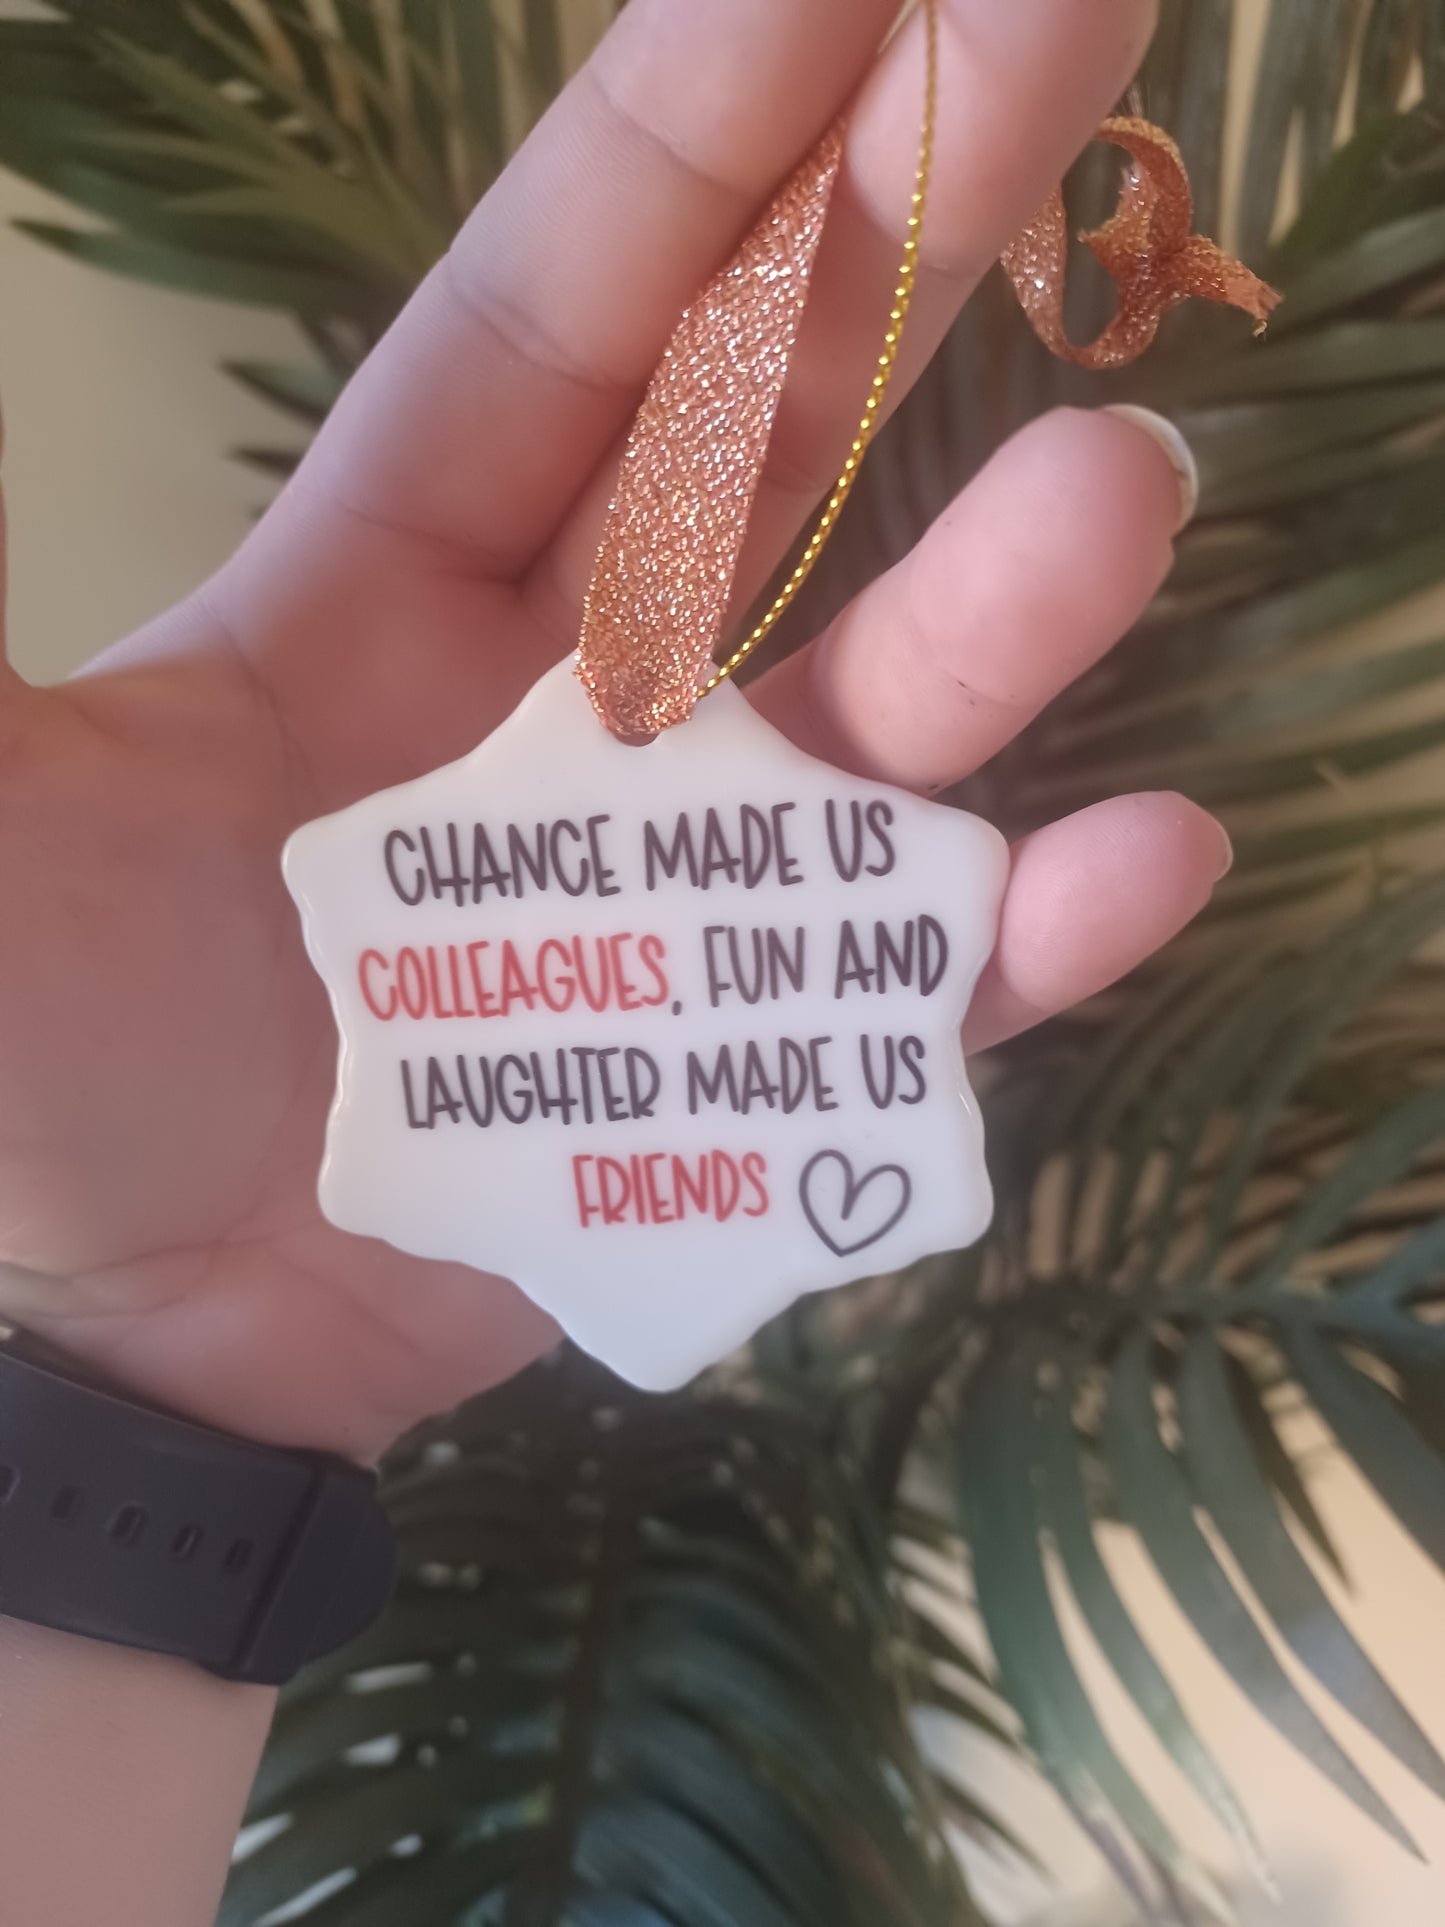 CHANCE MADE US
COLLEAGUES, FUN AND
LAUGHTER MADE US
FRIENDS